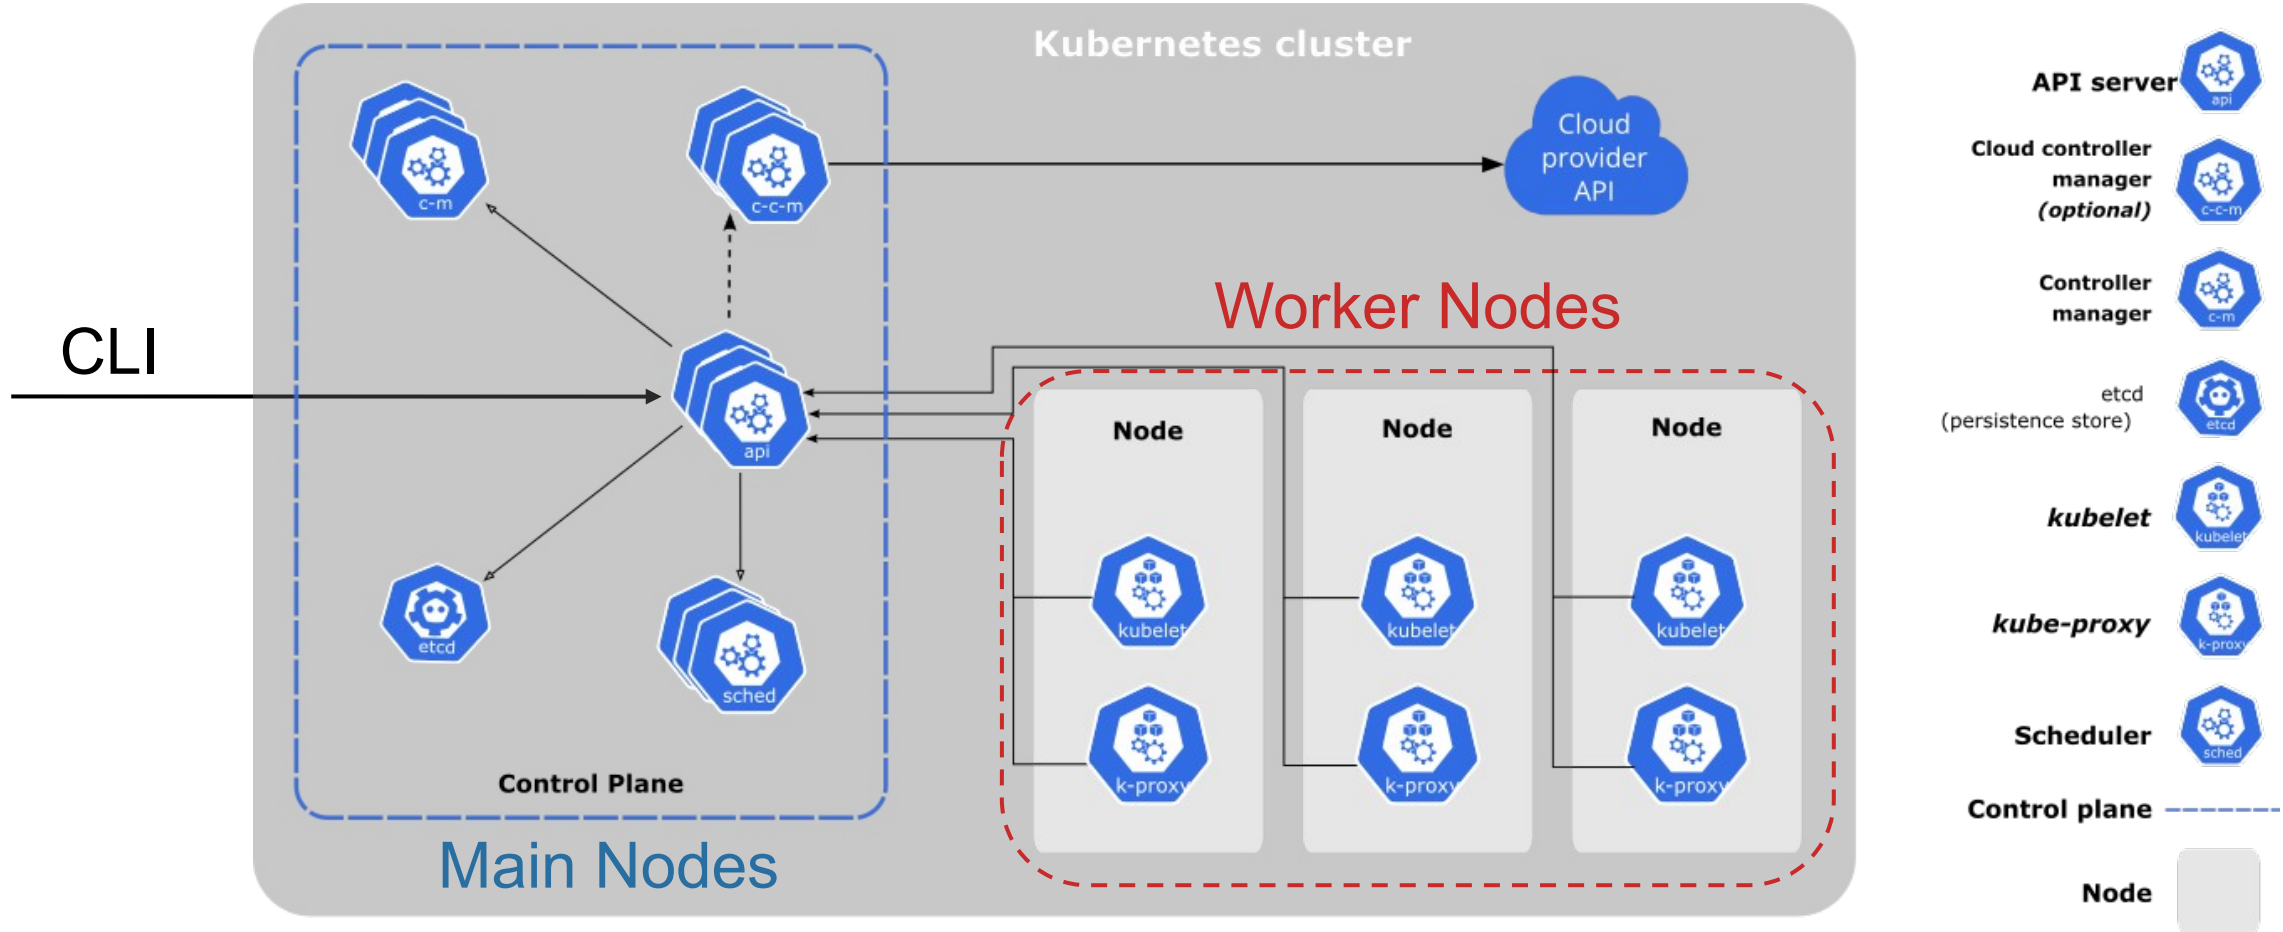 Kubernetes cluster
c-m
c-c-m
Cloud
provider
API
CLI
api
etcd
sched
Control Plane
Main Nodes
Worker Nodes
Node
kubelet
k-proxy
Node
kubelet
k-proxy
Node
kubelet
k-proxy
API server
api
Cloud controller
manager
(optional)
c-c-m
Controller
manager
c-m
etcd
(persistence store)
etcd
kubelet
kubelet
kube-proxy
k-proxy
Scheduler
sched
Control plane
Node